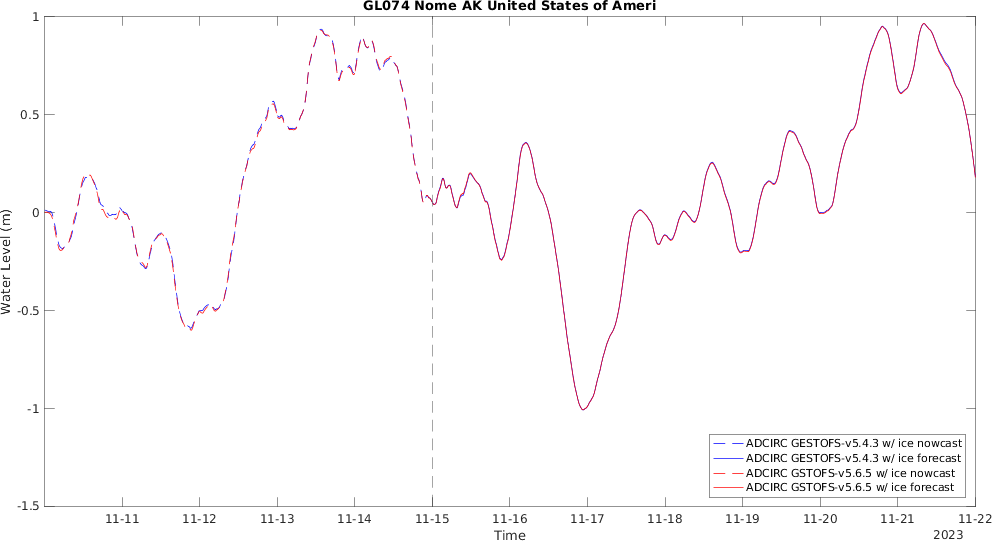 GL074 Nome AK United States of Ameri
Water Level (m)
1
0.5
0
-0.5
-1
-1.5
ADCIRC GESTOFS-v5.4.3 w/ ice nowcast
ADCIRC GESTOFS-v5.4.3 w/ ice forecast
ADCIRC GSTOFS-v5.6.5 w/ ice nowcast
ADCIRC GSTOFS-v5.6.5 w/ ice forecast
11-11 11-12 11-13 11-14 11-15 11-16 11-17 11-18 11-19 11-20 11-21 11-22
Time
2023